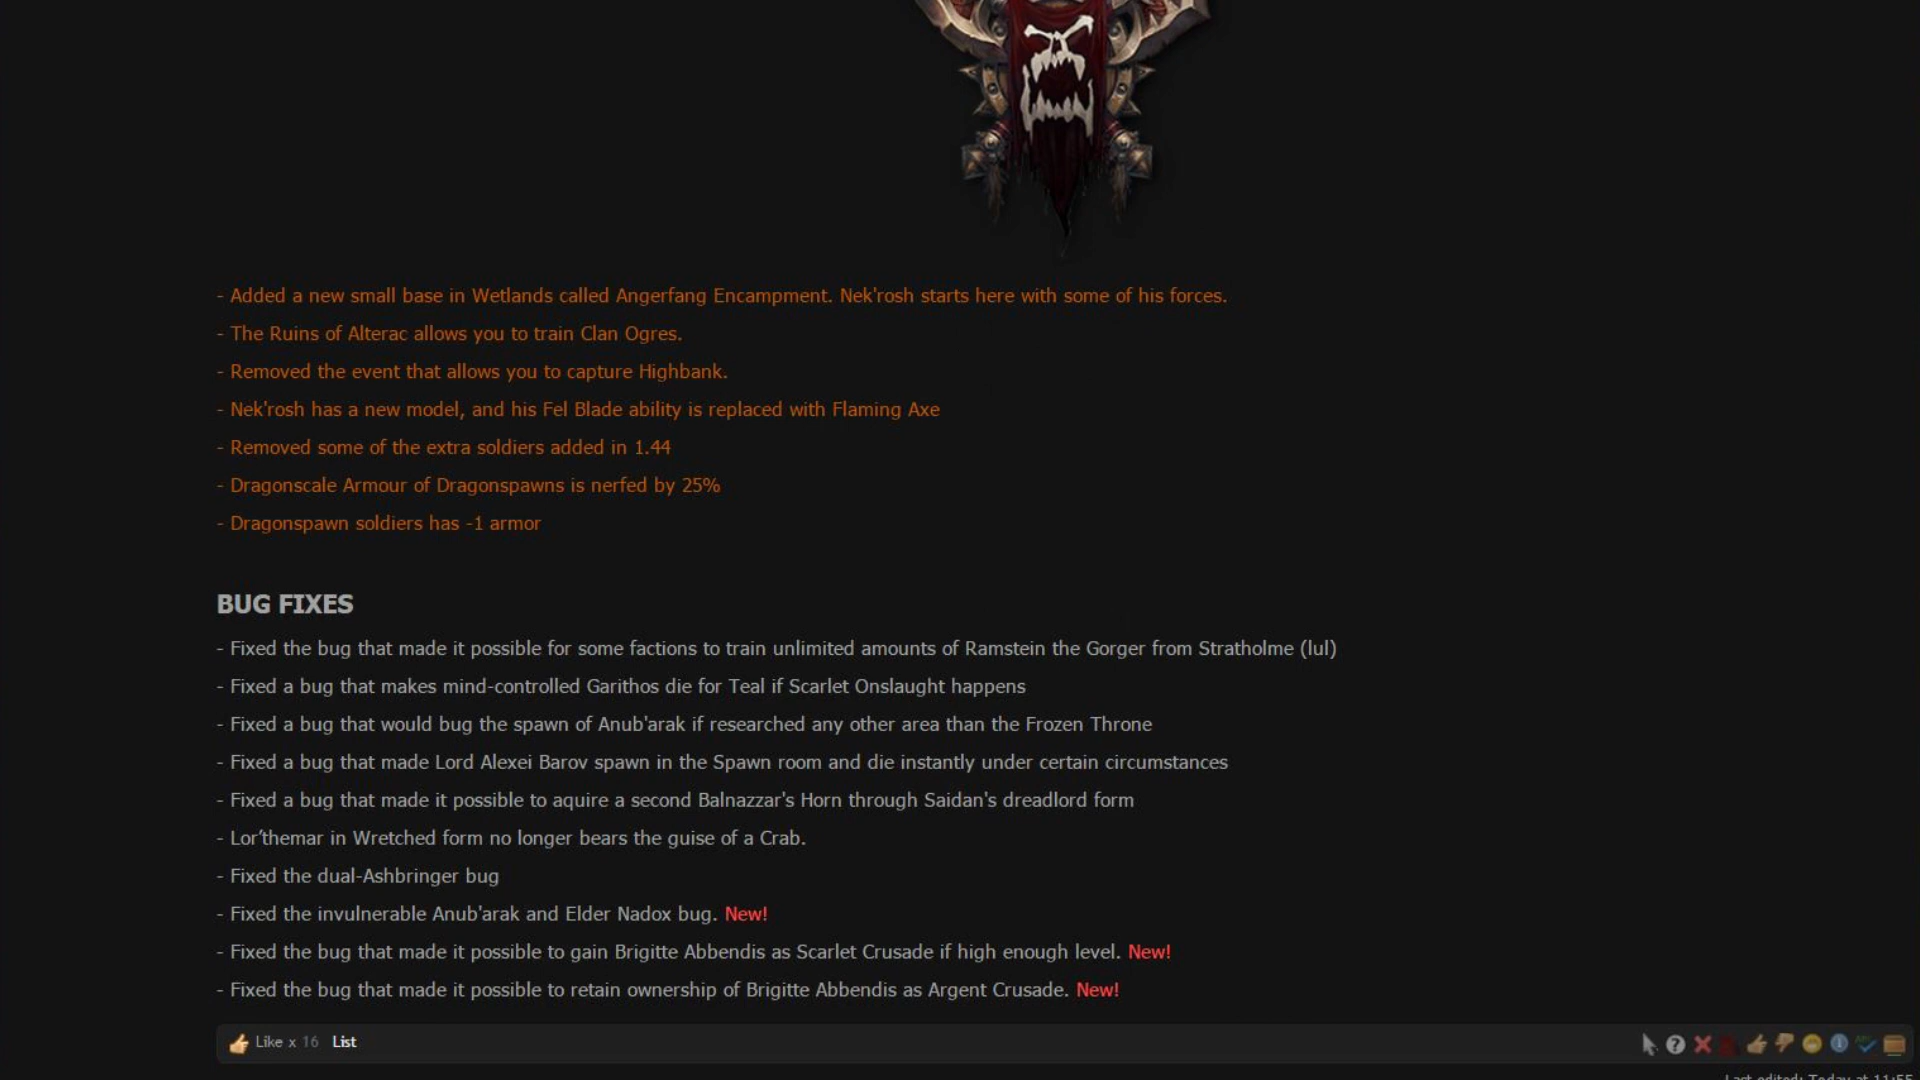 - Added a new small base in Wetlands called Angerfang Encampment. Nek'rosh starts here with some of his forces.
- The Ruins of Alterac allows you to train Clan Ogres.
- Removed the event that allows you to capture Highbank.
- Nek'rosh has a new model, and his Fel Blade ability is replaced with Flaming Axe
- Removed some of the extra soldiers added in 1.44
- Dragonscale Armour of Dragonspawns is nerfed by 25%
- Dragonspawn soldiers has -1 armor
BUG FIXES
- Fixed the bug that made it possible for some factions to train unlimited amounts of Ramstein the Gorger from Stratholme (lul)
- Fixed a bug that makes mind-controlled Garithos die for Teal if Scarlet Onslaught happens
- Fixed a bug that would bug the spawn of Anub'arak if researched any other area than the Frozen Throne
- Fixed a bug that made Lord Alexei Barov spawn in the Spawn room and die instantly under certain circumstances
- Fixed a bug that made it possible to aquire a second Balnazzar's Horn through Saidan's dreadlord form
- Lor’themar in Wretched form no longer bears the guise of a Crab.
- Fixed the dual-Ashbringer bug
- Fixed the invulnerable Anub'arak and Elder Nadox bug. New!
- Fixed the bug that made it possible to gain Brigitte Abbendis as Scarlet Crusade if high enough level. New!
- Fixed the bug that made it possible to retain ownership of Brigitte Abbendis as Argent Crusade. New!
Like x 16 List
Last edited: Today at 11:55